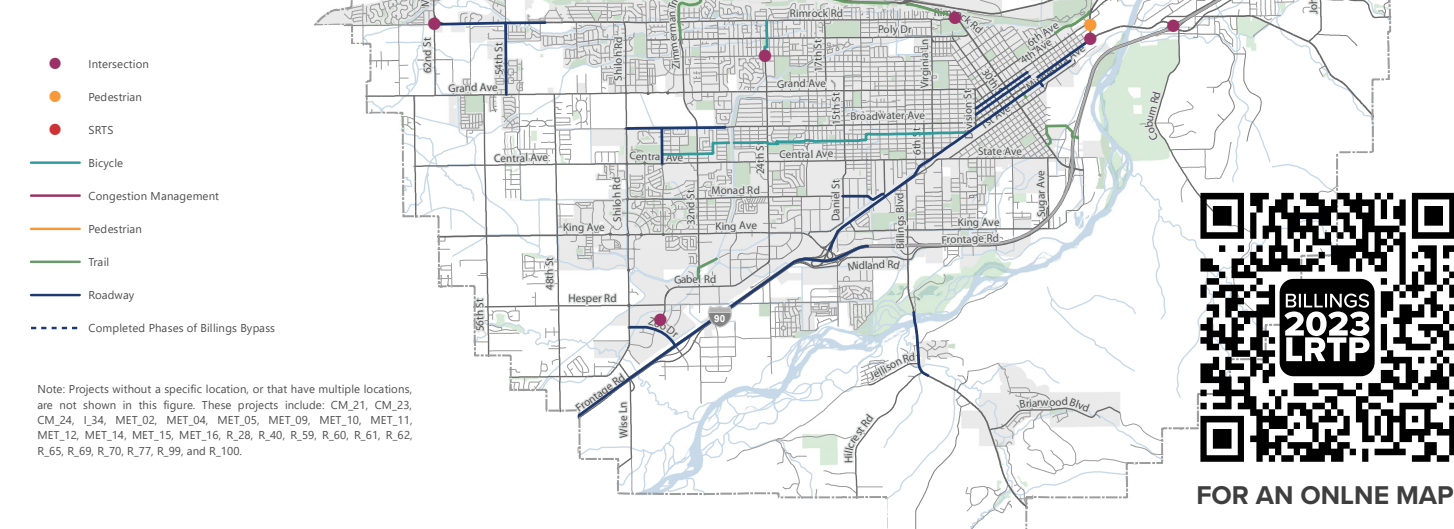 Intersection
Pedestrian
SRTS
Bicycle
Congestion Management
Pedestrian
Trail
Roadway
Completed Phases of Billings Bypass
Note: Projects without a specific location, or that have multiple locations,
are not shown in this figure. These projects include: CM_21, CM_23,
CM_24, I_34, MET_02, MET_04, MET_05, MET_09, MET_10, MET_11,
MET_12, MET_14, MET_15, MET_16, R_28, R_40, R_59, R_60, R_61, R_62,
R_65, R_69, R_70, R_77, R_99, and R_100.
62nd St
54th St
Shiloh Rd
Rimrock Rd
Rimrock Rd
Poly Dr
17th St
Virginia Ln
6th Ave
4th Ave
30th
Grand Ave
Grand Ave
15th St
Broadwater Ave
Division St
1st Ave
Coburn Rd
Central Ave
Central Ave
24th St
Central Ave
6th St
State Ave
Shiloh Rd
32nd St
Monad Rd
Daniel St
Billings Blvd
Sugar Ave
King Ave
King Ave
King Ave
Frontage Rd
48th St
Gabel Rd
Midland Rd
56th St
Hesper Rd
Zoo Dr
90
Frontage Rd
Wise Ln
Jellison Rd
Hillcrest Rd
Briarwood Blvd
BILLINGS
2023
LRTP
FOR AN ONLNE MAP